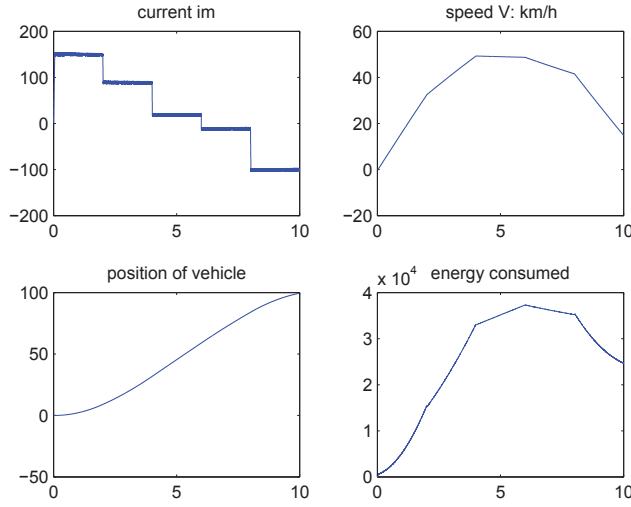 current im
200
100
0
−100
−200
0 5 10
speed V: km/h
60
40
20
0
−20
0 5 10
position of vehicle
100
50
0
−50
0 5 10
x 10^4 energy consumed
4
3
2
1
0
0 5 10